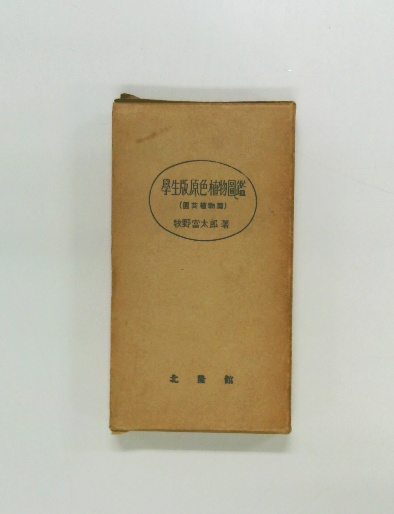 學生版原色植物圖鑑
(園芸植物篇)
牧野富太郎 著
北隆館